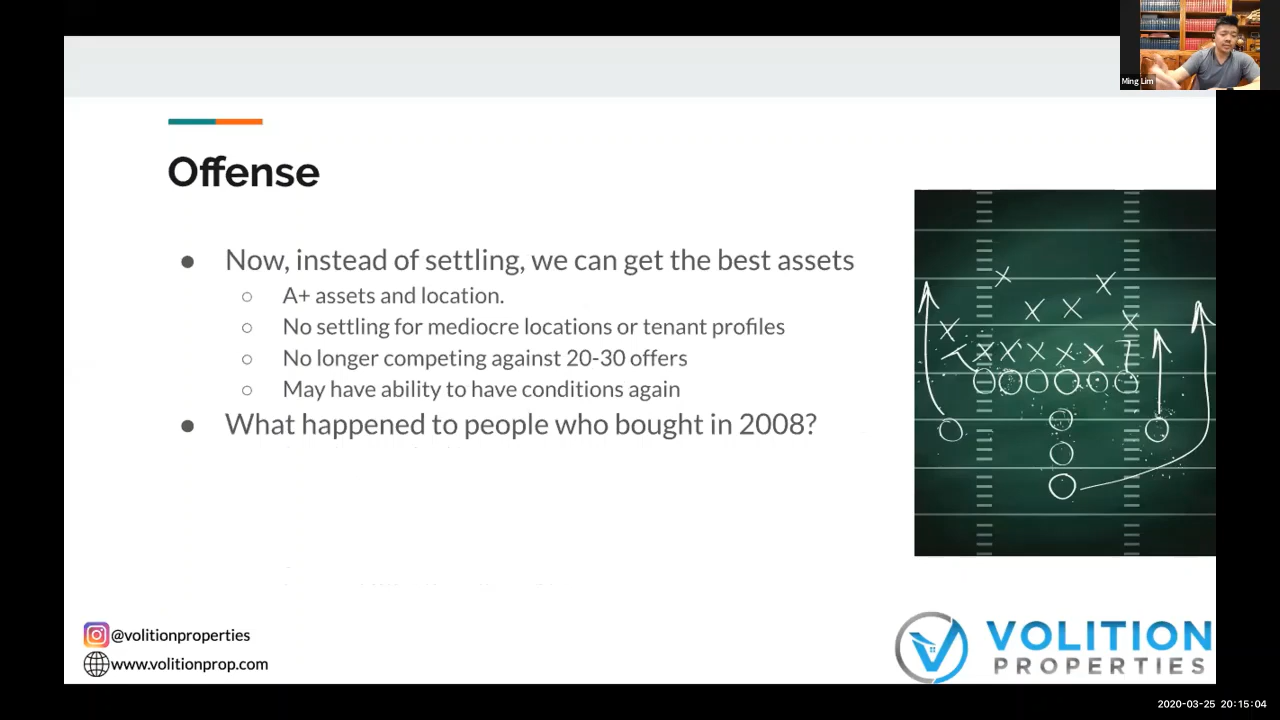 Ming Lim
Offense
● Now, instead of settling, we can get the best assets
○ A+ assets and location.
○ No settling for mediocre locations or tenant profiles
○ No longer competing against 20-30 offers
○ May have ability to have conditions again
● What happened to people who bought in 2008?
@volitionproperties
www.volitionprop.com
VOLITION
PROPERTIES
2020-03-25 20:15:04